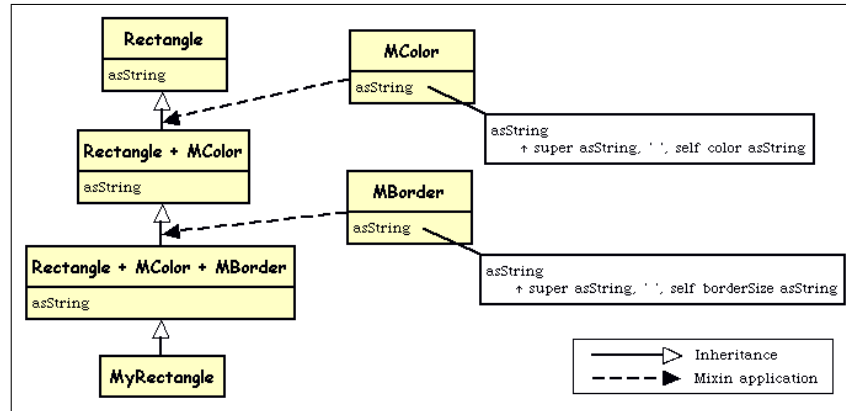 Rectangle
asString
MColor
asString
asString
↑ super asString, ' ', self color asString
Rectangle + MColor
asString
MBorder
asString
asString
↑ super asString, ' ', self borderSize asString
Rectangle + MColor + MBorder
asString
MyRectangle
Inheritance
Mixin application